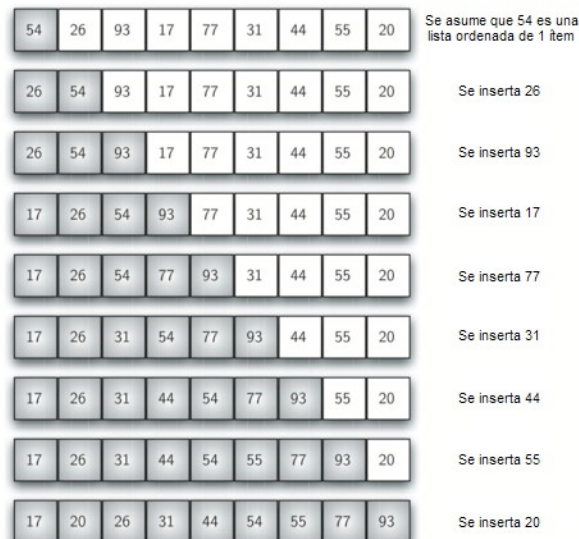 54 26 93 17 77 31 44 55 20
Se asume que 54 es una
lista ordenada de 1 ítem
26 54 93 17 77 31 44 55 20
Se inserta 26
26 54 93 17 77 31 44 55 20
Se inserta 93
17 26 54 93 77 31 44 55 20
Se inserta 17
17 26 54 77 93 31 44 55 20
Se inserta 77
17 26 31 54 77 93 44 55 20
Se inserta 31
17 26 31 44 54 77 93 55 20
Se inserta 44
17 26 31 44 54 55 77 93 20
Se inserta 55
17 20 26 31 44 54 55 77 93
Se inserta 20